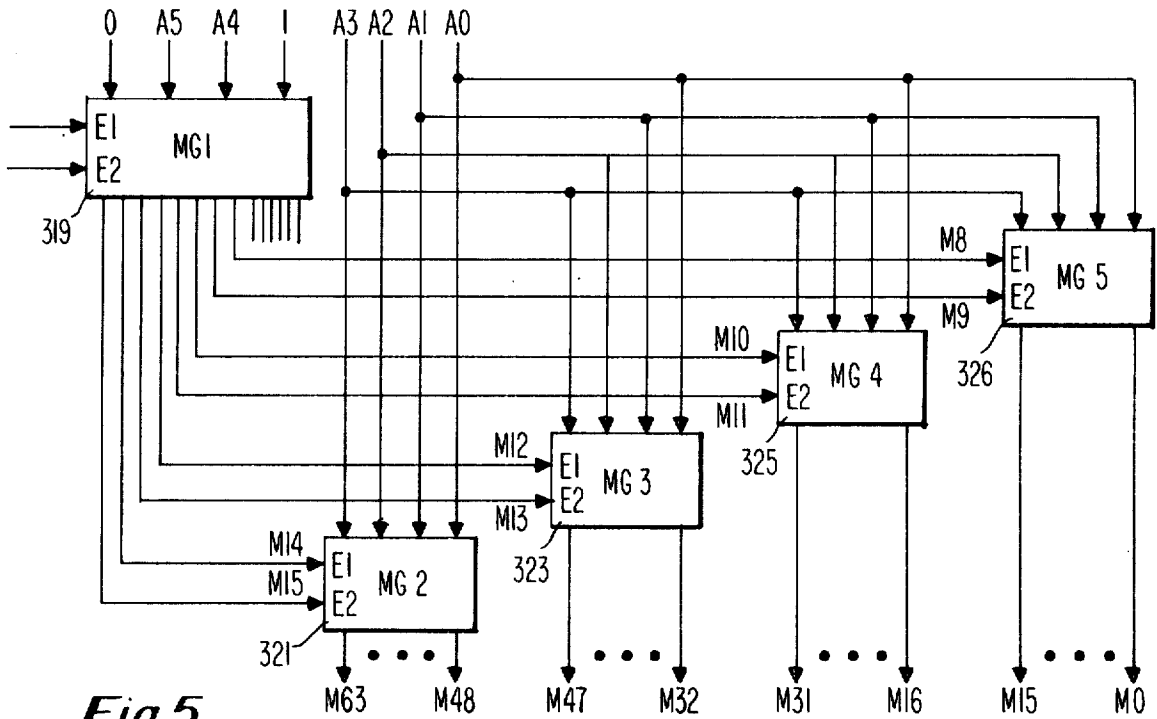 0 A5 A4 1 A3 A2 A1 A0
E1 MG1
E2
319
M8 E1 MG 5
M9 E2
326
M10 E1 MG 4
M11 E2
325
M12 E1 MG 3
M13 E2
323
M14 E1 MG 2
M15 E2
321
M63 M48 M47 M32 M31 M16 M15 M0
Fig 5